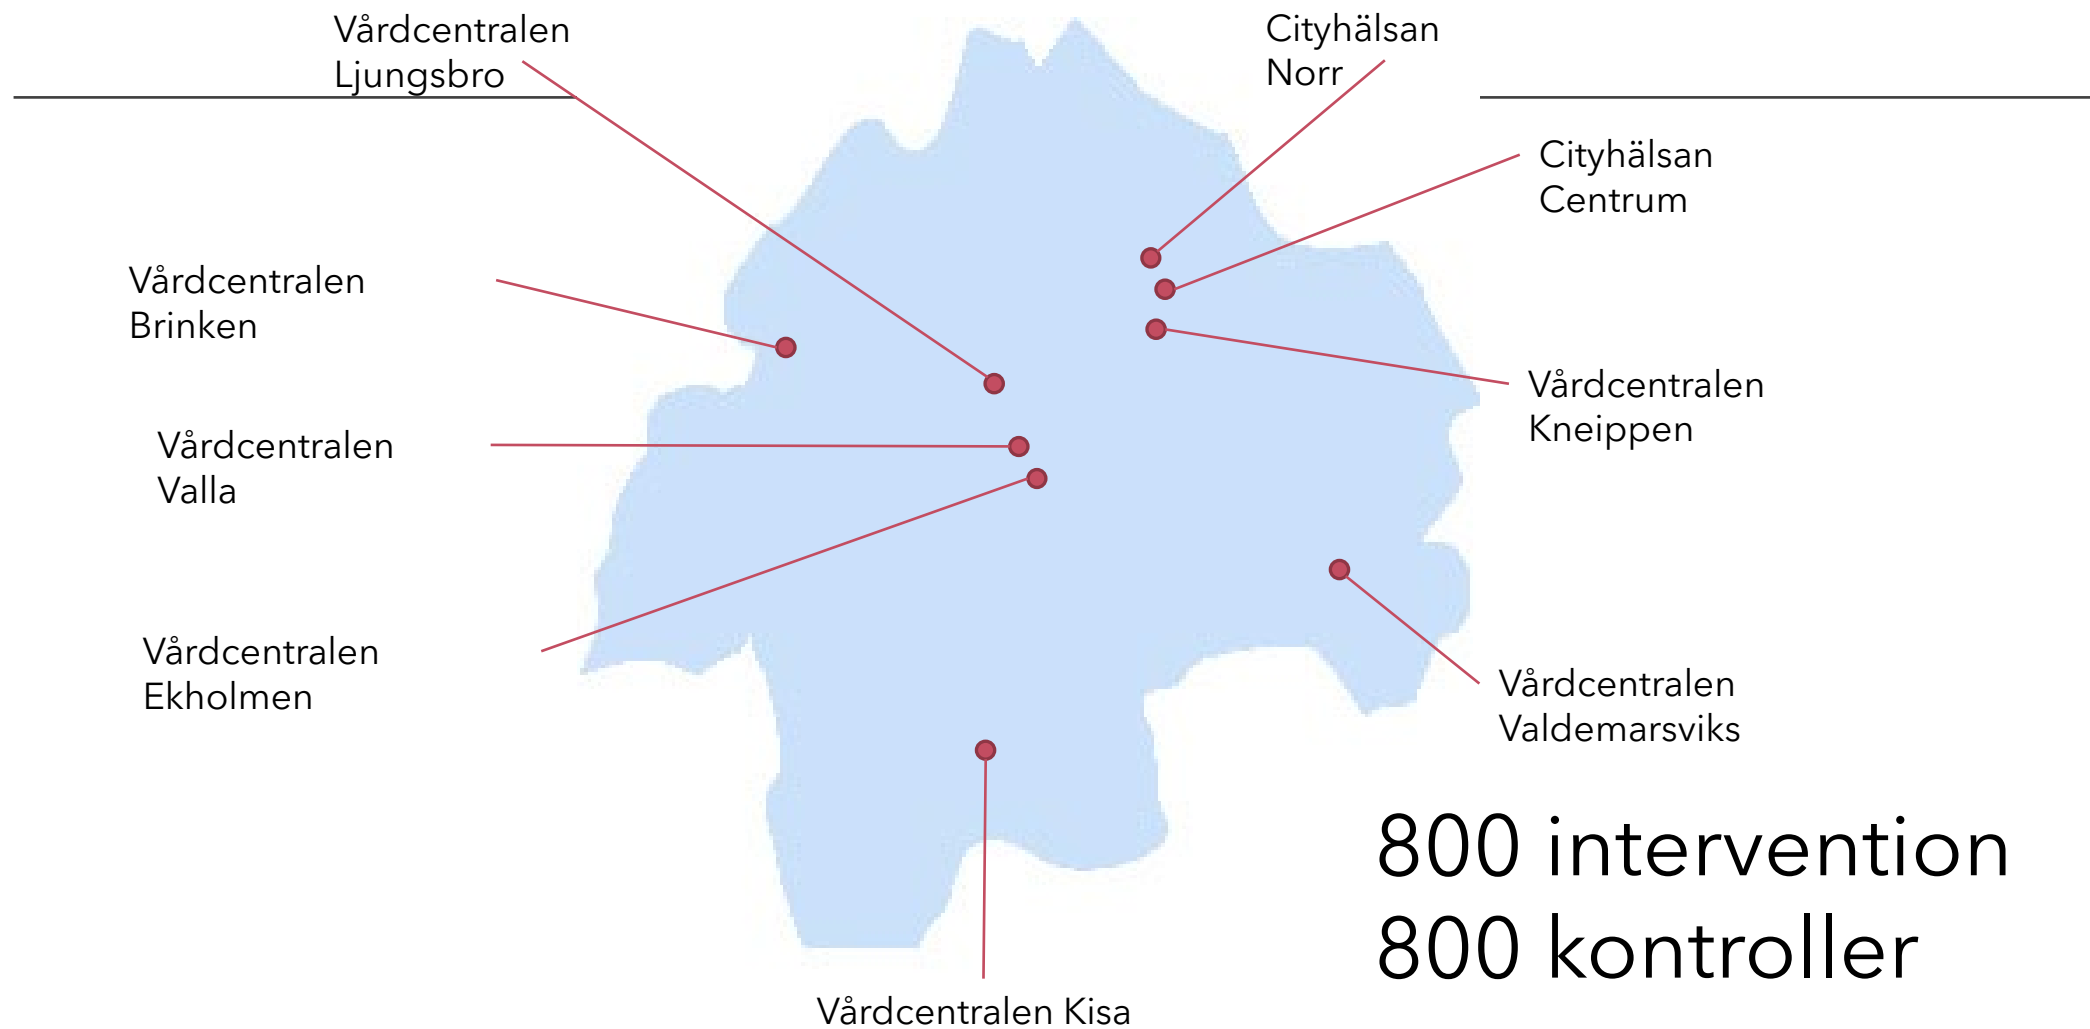 Vårdcentralen
Ljungsbro
Cityhälsan
Norr
Cityhälsan
Centrum
Vårdcentralen
Brinken
Vårdcentralen
Kneippen
Vårdcentralen
Valla
Vårdcentralen
Ekholmen
Vårdcentralen
Valdemarsviks
800 intervention
800 kontroller
Vårdcentralen Kisa